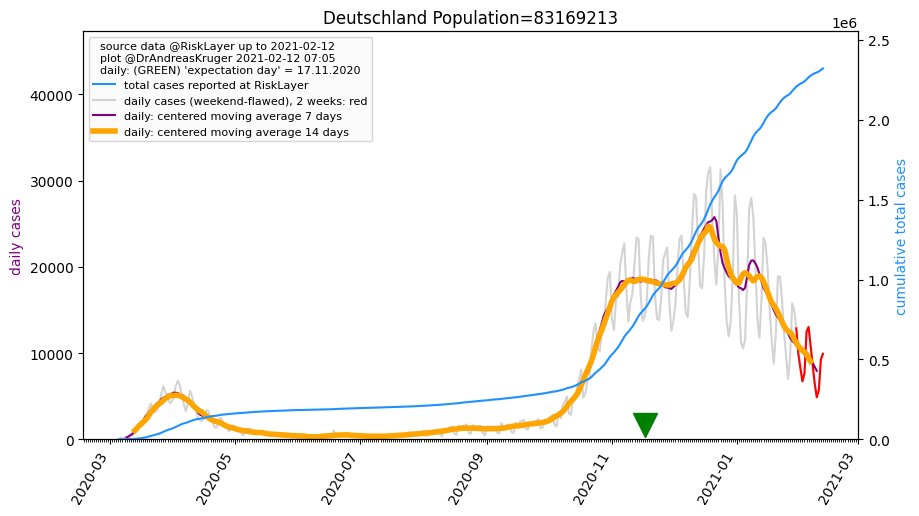 Deutschland Population=83169213
1e6
source data @RiskLayer up to 2021-02-12
plot @DrAndreasKruger 2021-02-12 07:05
daily: (GREEN) 'expectation day' = 17.11.2020
total cases reported at RiskLayer
daily cases (weekend-flawed), 2 weeks: red
daily: centered moving average 7 days
daily: centered moving average 14 days
daily cases
40000
30000
20000
10000
0
2.5
2.0
1.5
1.0
0.5
0.0
cumulative total cases
2020-03
2020-05
2020-07
2020-09
2020-11
2021-01
2021-03